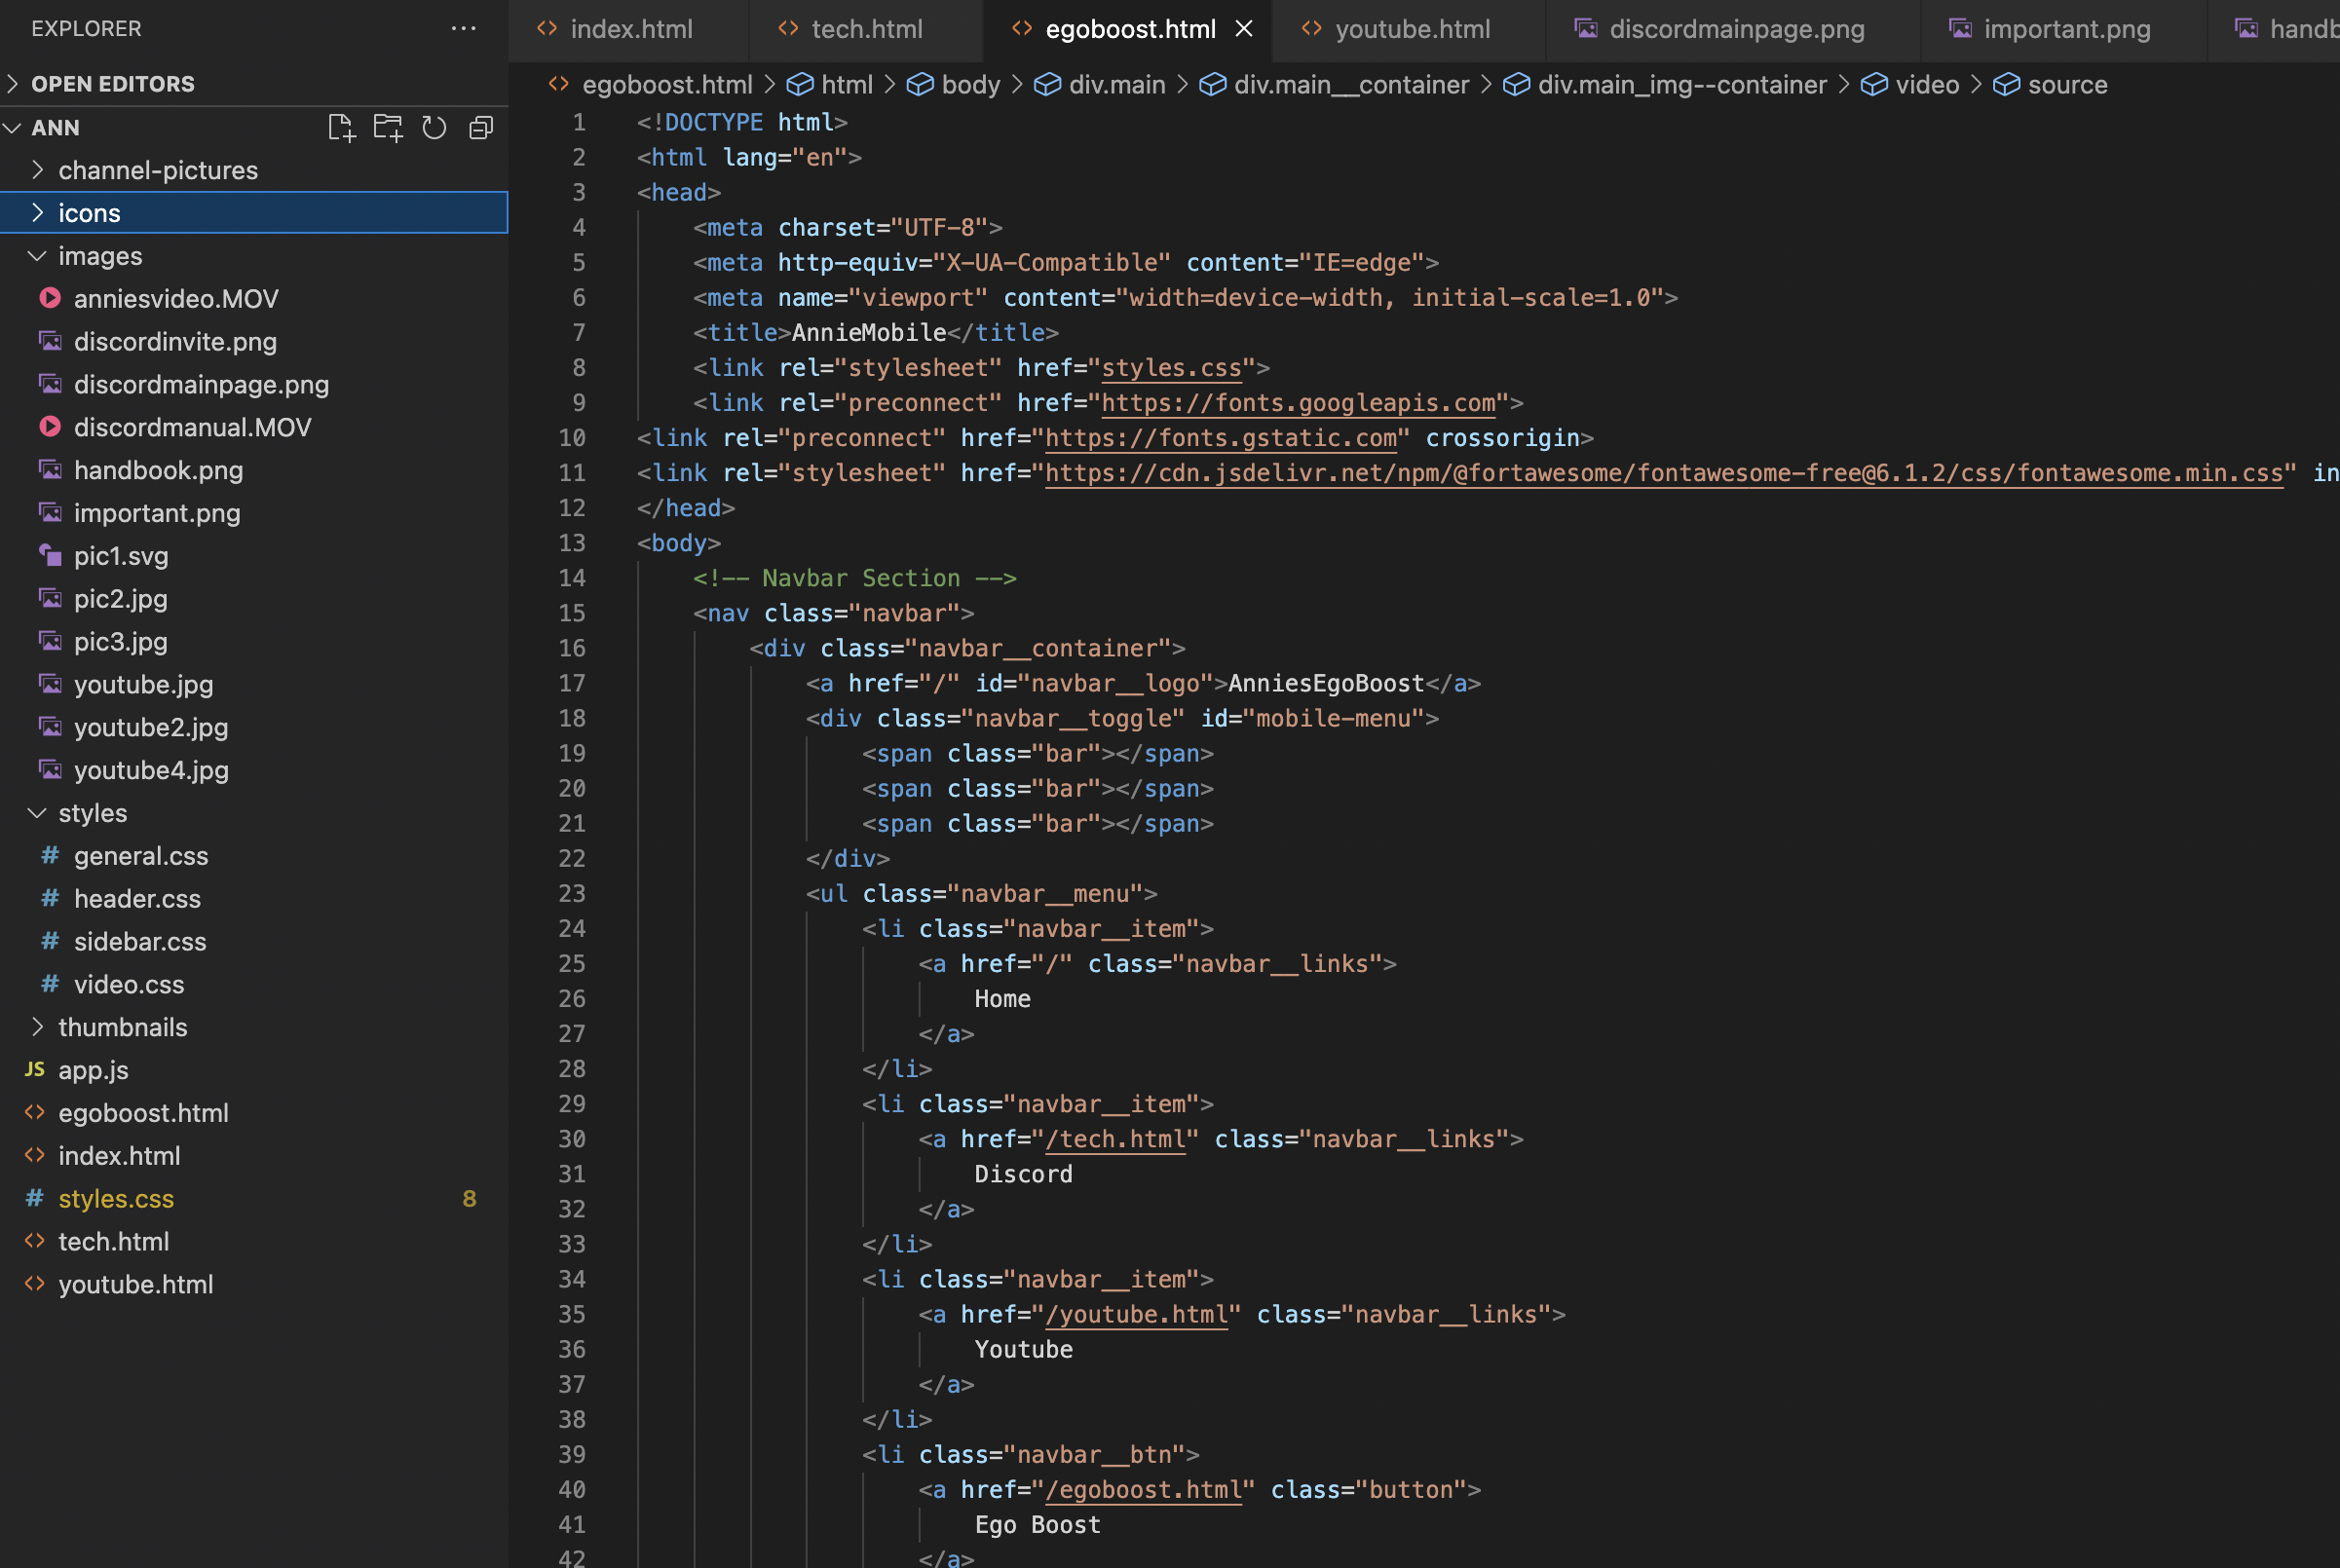 EXPLORER
OPEN EDITORS
ANN
channel-pictures
icons
images
anniesvideo.MOV
discordinvite.png
discordmainpage.png
discordmanual.MOV
handbook.png
important.png
pic1.svg
pic2.jpg
pic3.jpg
youtube.jpg
youtube2.jpg
youtube4.jpg
styles
# general.css
# header.css
# sidebar.css
# video.css
thumbnails
JS app.js
<> egoboost.html
<> index.html
# styles.css 8
<> tech.html
<> youtube.html
<> index.html <> tech.html <> egoboost.html <> youtube.html discordmainpage.png important.png handb
<> egoboost.html > html > body > div.main > div.main__container > div.main_img--container > video > source
1 <!DOCTYPE html>
2 <html lang="en">
3 <head>
4 <meta charset="UTF-8">
5 <meta http-equiv="X-UA-Compatible" content="IE=edge">
6 <meta name="viewport" content="width=device-width, initial-scale=1.0">
7 <title>AnnieMobile</title>
8 <link rel="stylesheet" href="styles.css">
9 <link rel="preconnect" href="https://fonts.googleapis.com">
10 <link rel="preconnect" href="https://fonts.gstatic.com" crossorigin>
11 <link rel="stylesheet" href="https://cdn.jsdelivr.net/npm/@fortawesome/fontawesome-free@6.1.2/css/fontawesome.min.css" in
12 </head>
13 <body>
14 <!-- Navbar Section -->
15 <nav class="navbar">
16 <div class="navbar__container">
17 <a href="/" id="navbar__logo">AnniesEgoBoost</a>
18 <div class="navbar__toggle" id="mobile-menu">
19 <span class="bar"></span>
20 <span class="bar"></span>
21 <span class="bar"></span>
22 </div>
23 <ul class="navbar__menu">
24 <li class="navbar__item">
25 <a href="/" class="navbar__links">
26 Home
27 </a>
28 </li>
29 <li class="navbar__item">
30 <a href="/tech.html" class="navbar__links">
31 Discord
32 </a>
33 </li>
34 <li class="navbar__item">
35 <a href="/youtube.html" class="navbar__links">
36 Youtube
37 </a>
38 </li>
39 <li class="navbar__btn">
40 <a href="/egoboost.html" class="button">
41 Ego Boost
42 </a>